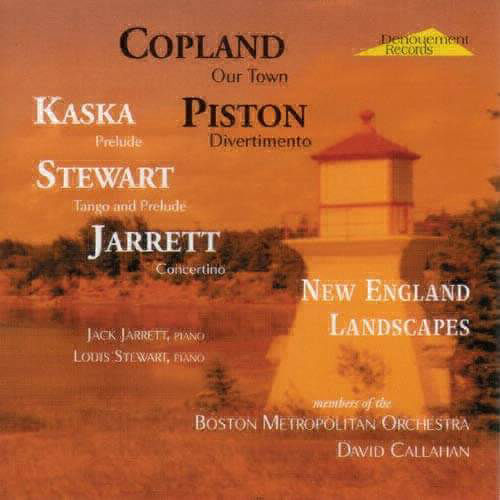 COPLAND
Our Town
Denouement
Records
KASKA
Prelude
PISTON
Divertimento
STEWART
Tango and Prelude
JARRETT
Concertino
NEW ENGLAND
LANDSCAPES
JACK JARRETT, PIANO
LOUIS STEWART, PIANO
members of the
BOSTON METROPOLITAN ORCHESTRA
DAVID CALLAHAN